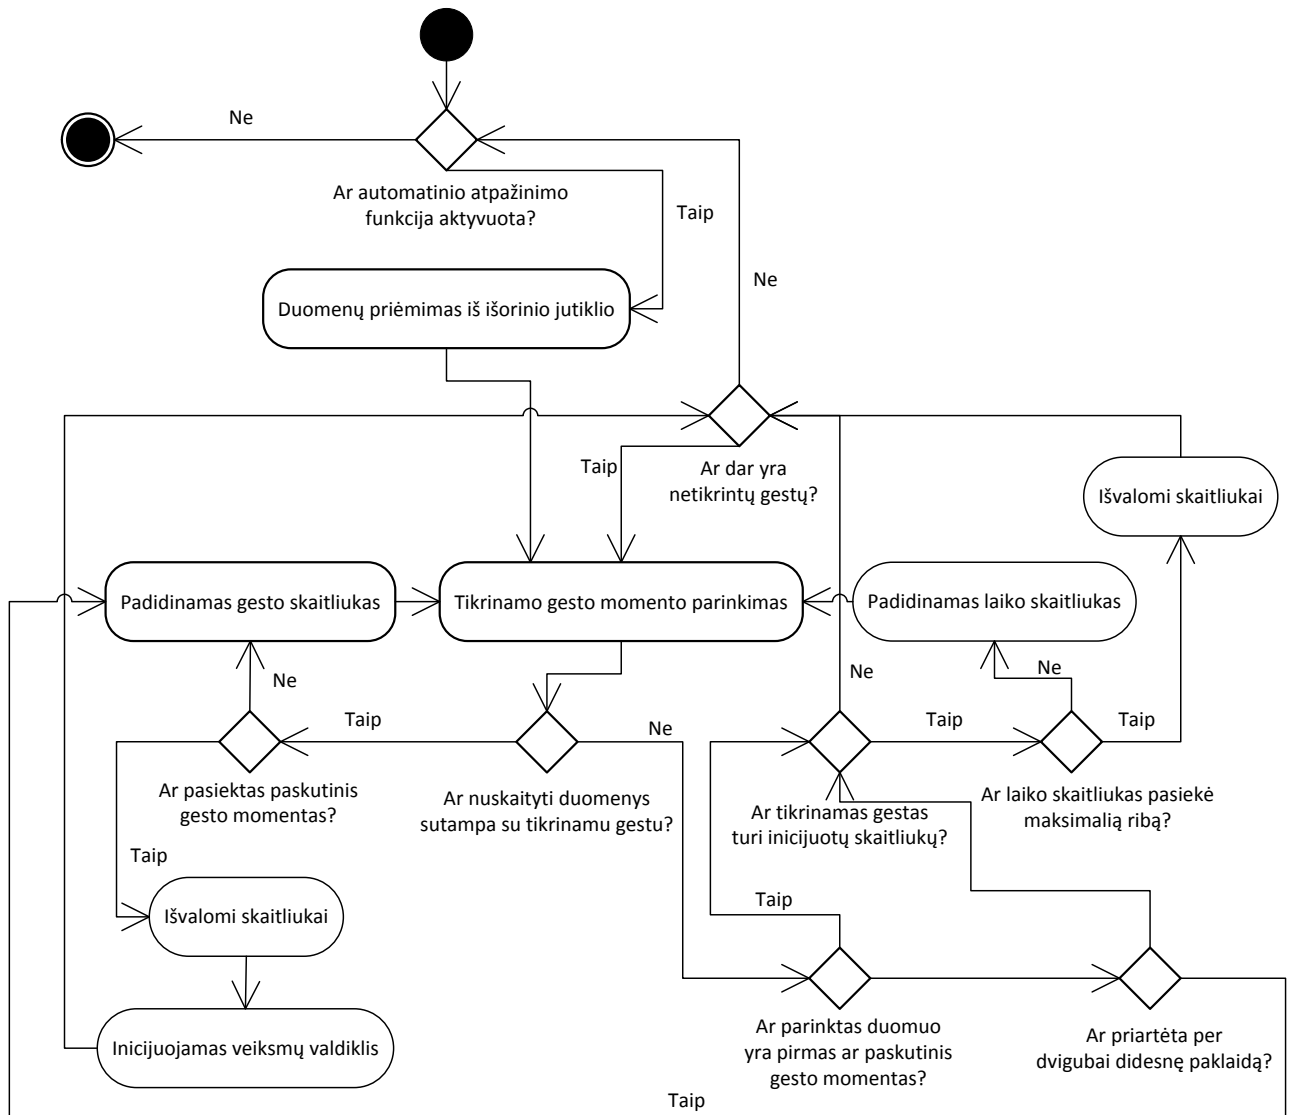 Ne
Ar automatinio atpažinimo
funkcija aktyvuota?
Taip
Duomenų priėmimas iš išorinio jutiklio
Ne
Taip
Ar dar yra
netikrintų gestų?
Išvalomi skaitliukai
Padidinamas gesto skaitliukas
Tikrinamo gesto momento parinkimas
Padidinamas laiko skaitliukas
Ne
Taip
Ne
Ne
Taip
Ne
Taip
Ar pasiektas paskutinis
gesto momentas?
Ar nuskaityti duomenys
sutampa su tikrinamu gestu?
Ar tikrinamas gestas
turi inicijuotų skaitliukų?
Ar laiko skaitliukas pasiekė
maksimalią ribą?
Taip
Išvalomi skaitliukai
Taip
Inicijuojamas veiksmų valdiklis
Ar parinktas duomuo
yra pirmas ar paskutinis
gesto momentas?
Ar priartėta per
dvigubai didesnę paklaidą?
Taip